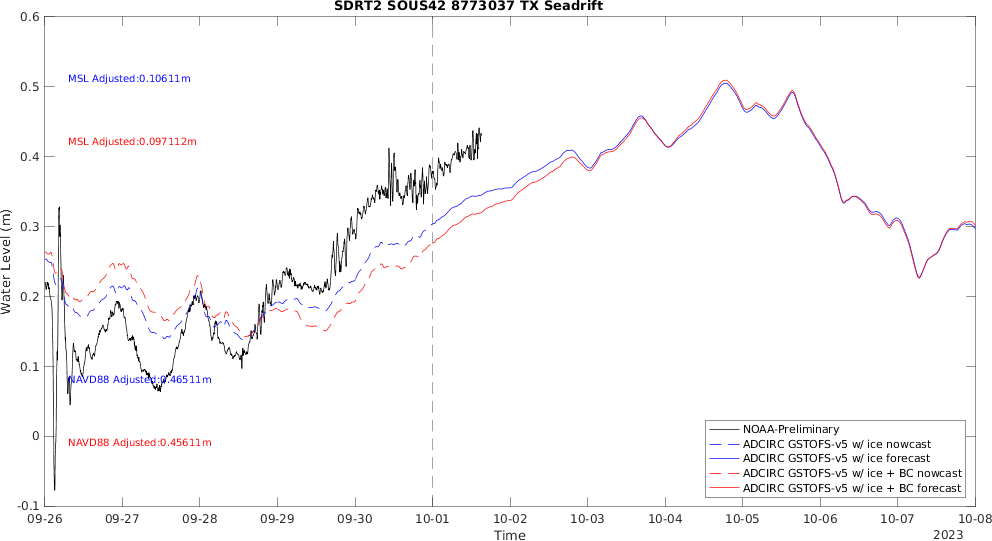 SDRT2 SOUS42 8773037 TX Seadrift
0.6
0.5
0.4
0.3
0.2
0.1
0
-0.1
Water Level (m)
MSL Adjusted:0.10611m
MSL Adjusted:0.097112m
NAVD88 Adjusted:0.46511m
NAVD88 Adjusted:0.45611m
NOAA-Preliminary
ADCIRC GSTOFS-v5 w/ ice nowcast
ADCIRC GSTOFS-v5 w/ ice forecast
ADCIRC GSTOFS-v5 w/ ice + BC nowcast
ADCIRC GSTOFS-v5 w/ ice + BC forecast
09-26 09-27 09-28 09-29 09-30 10-01 10-02 10-03 10-04 10-05 10-06 10-07 10-08
Time
2023